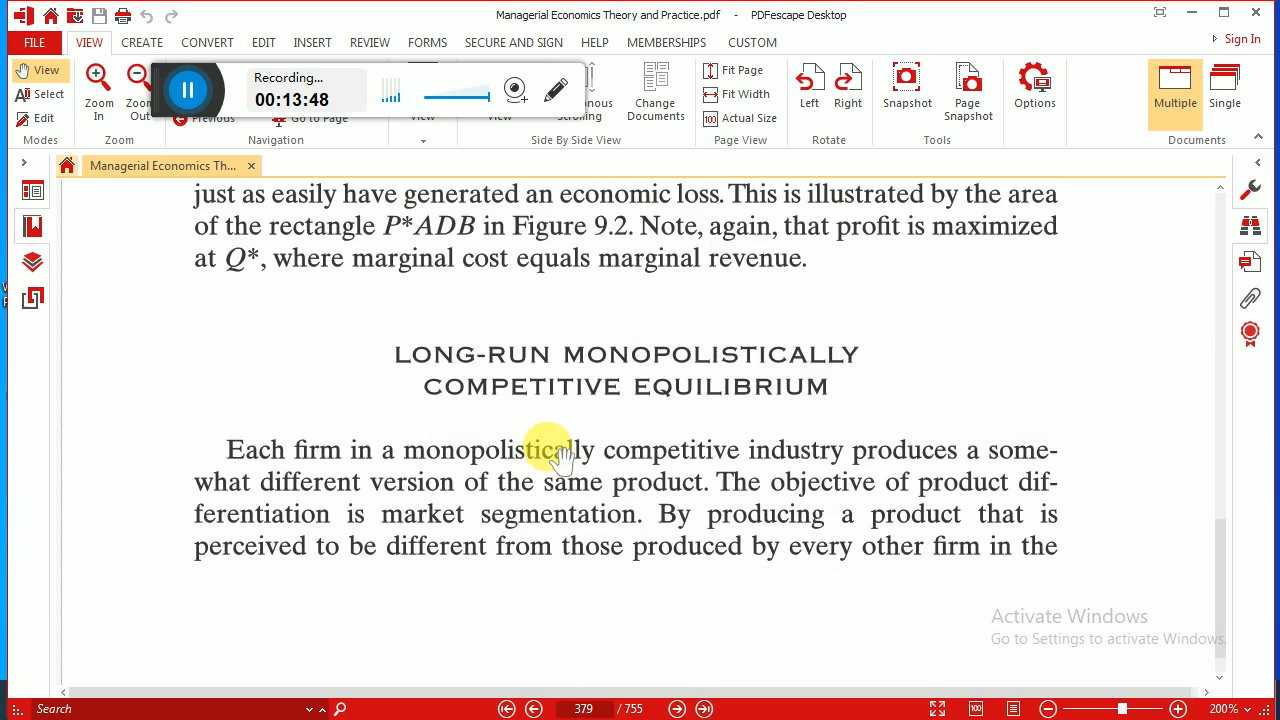 Managerial Economics Theory and Practice.pdf - PDFescape Desktop
FILE VIEW CREATE CONVERT EDIT INSERT REVIEW FORMS SECURE AND SIGN HELP MEMBERSHIPS CUSTOM Sign In
View
Select
Edit
Modes
Zoom In
Zoom Out
Zoom
Previous
Go to Page
Navigation
Recording...
00:13:48
View
View
Scrolling
Change Documents
Side By Side View
Fit Page
Fit Width
100 Actual Size
Page View
Left
Right
Rotate
Snapshot
Page Snapshot
Tools
Options
Multiple
Single
Documents
Managerial Economics Th... ×
just as easily have generated an economic loss. This is illustrated by the area
of the rectangle P*ADB in Figure 9.2. Note, again, that profit is maximized
at Q*, where marginal cost equals marginal revenue.
LONG-RUN MONOPOLISTICALLY
COMPETITIVE EQUILIBRIUM
Each firm in a monopolistically competitive industry produces a some-
what different version of the same product. The objective of product dif-
ferentiation is market segmentation. By producing a product that is
perceived to be different from those produced by every other firm in the
Activate Windows
Go to Settings to activate Windows.
Search
379 / 755
100
200%